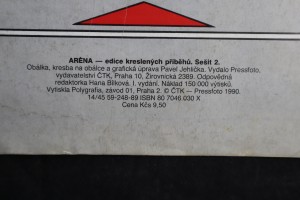 ARÉNA — edice kreslených příběhů. Sešit 2.
Obálka, kresba na obálce a grafická úprava Pavel Jehlička. Vydalo Pressfoto,
vydavatelství ČTK, Praha 10, Žirovnická 2389. Odpovědná
redaktorka Hana Bílková. I. vydání. Náklad 150 000 výtisků.
Vytiskla Polygrafia, závod 01, Praha 2. © ČTK — Pressfoto 1990.
14/45 59-248-89 ISBN 80 7046 030 X
Cena Kčs 9,50